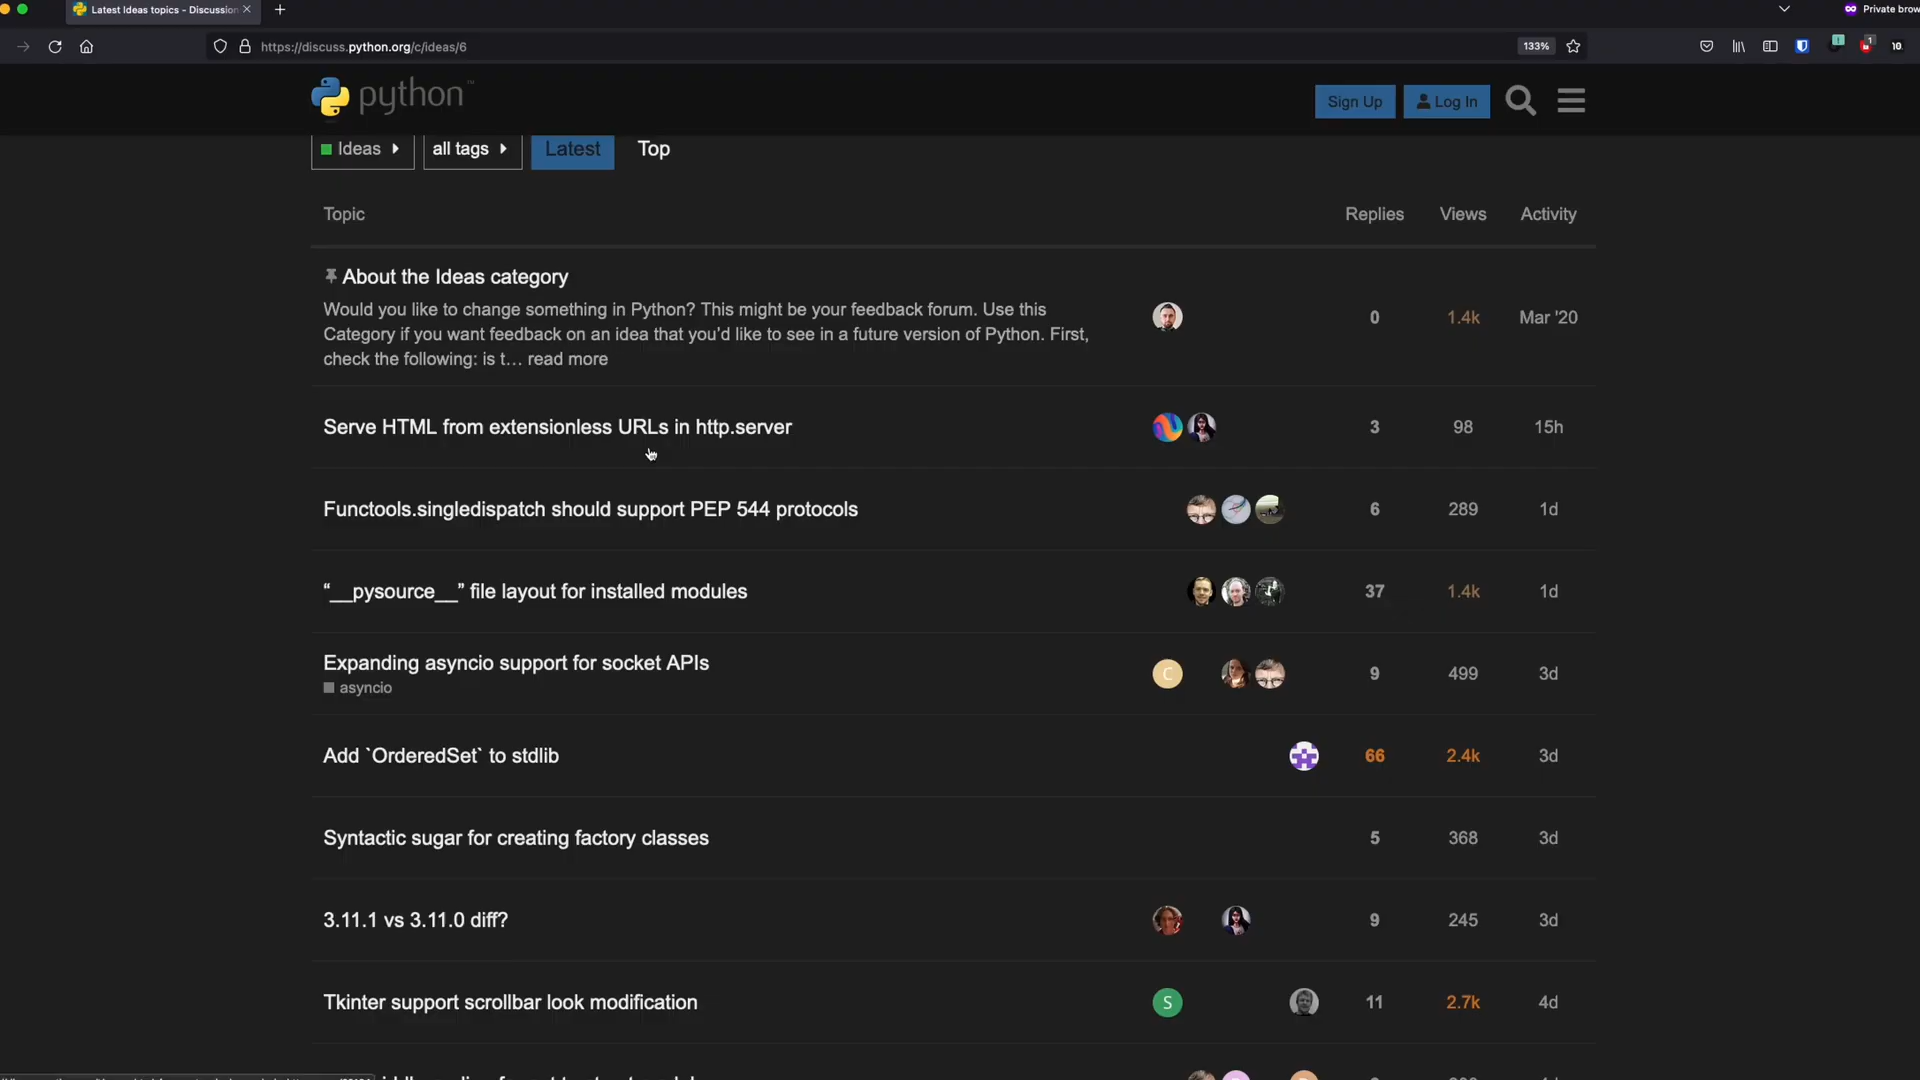 Latest Ideas topics - Discussion
Private brow
https://discuss.python.org/c/ideas/6
133%
1
10
python™
Sign Up
Log In
Ideas
all tags
Latest
Top
Topic Replies Views Activity
About the Ideas category
Would you like to change something in Python? This might be your feedback forum. Use this
Category if you want feedback on an idea that you’d like to see in a future version of Python. First,
check the following: is t… read more
0 1.4k Mar '20
Serve HTML from extensionless URLs in http.server 3 98 15h
Functools.singledispatch should support PEP 544 protocols 6 289 1d
“__pysource__” file layout for installed modules 37 1.4k 1d
Expanding asyncio support for socket APIs
asyncio
C 9 499 3d
Add `OrderedSet` to stdlib 66 2.4k 3d
Syntactic sugar for creating factory classes 5 368 3d
3.11.1 vs 3.11.0 diff? 9 245 3d
Tkinter support scrollbar look modification S 11 2.7k 4d